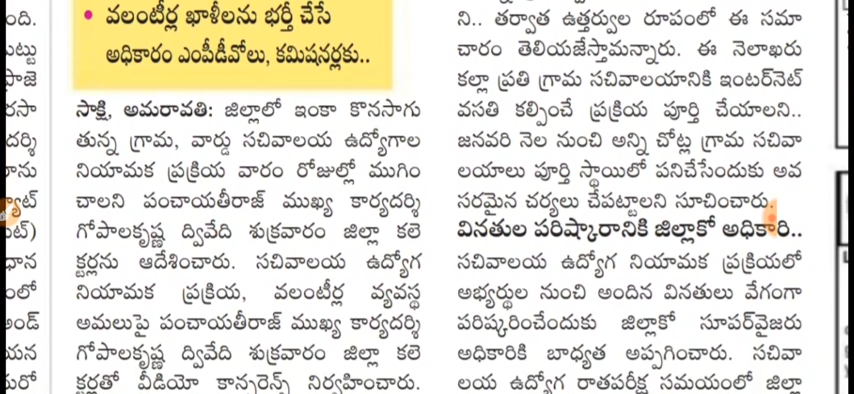 • వలంటీర్ల ఖాళీలను భర్తీ చేసే
అధికారం ఎంపీడీవోలు, కమిషనర్లకు..
సాక్షి, అమరావతి: జిల్లాలో ఇంకా కొనసాగు
తున్న గ్రామ, వార్డు సచివాలయ ఉద్యోగాల
నియామక ప్రక్రియ వారం రోజుల్లో ముగిం
చాలని పంచాయతీరాజ్ ముఖ్య కార్యదర్శి
గోపాలకృష్ణ ద్వివేది శుక్రవారం జిల్లా కలె
క్టర్లను ఆదేశించారు. సచివాలయ ఉద్యోగ
నియామక ప్రక్రియ, వలంటీర్ల వ్యవస్థ
అమలుపై పంచాయతీరాజ్ ముఖ్య కార్యదర్శి
గోపాలకృష్ణ ద్వివేది శుక్రవారం జిల్లా కలె
క్టర్లతో వీడియో కాన్ఫరెన్స్ నిర్వహించారు.
ని.. తర్వాత ఉత్తర్వుల రూపంలో ఈ సమా
చారం తెలియజేస్తామన్నారు. ఈ నెలాఖరు
కల్లా ప్రతి గ్రామ సచివాలయానికి ఇంటర్‌నెట్
వసతి కల్పించే ప్రక్రియ పూర్తి చేయాలని..
జనవరి నెల నుంచి అన్ని చోట్ల గ్రామ సచివా
లయాలు పూర్తి స్థాయిలో పనిచేసేందుకు అవ
సరమైన చర్యలు చేపట్టాలని సూచించారు.
వినతుల పరిష్కారానికి జిల్లాకో అధికారి..
సచివాలయ ఉద్యోగ నియామక ప్రక్రియలో
అభ్యర్థుల నుంచి అందిన వినతులు వేగంగా
పరిష్కరించేందుకు జిల్లాకో సూపర్‌వైజరు
అధికారికి బాధ్యత అప్పగించారు. సచివా
లయ ఉద్యోగ రాతపరీక్ష సమయంలో జిల్లా